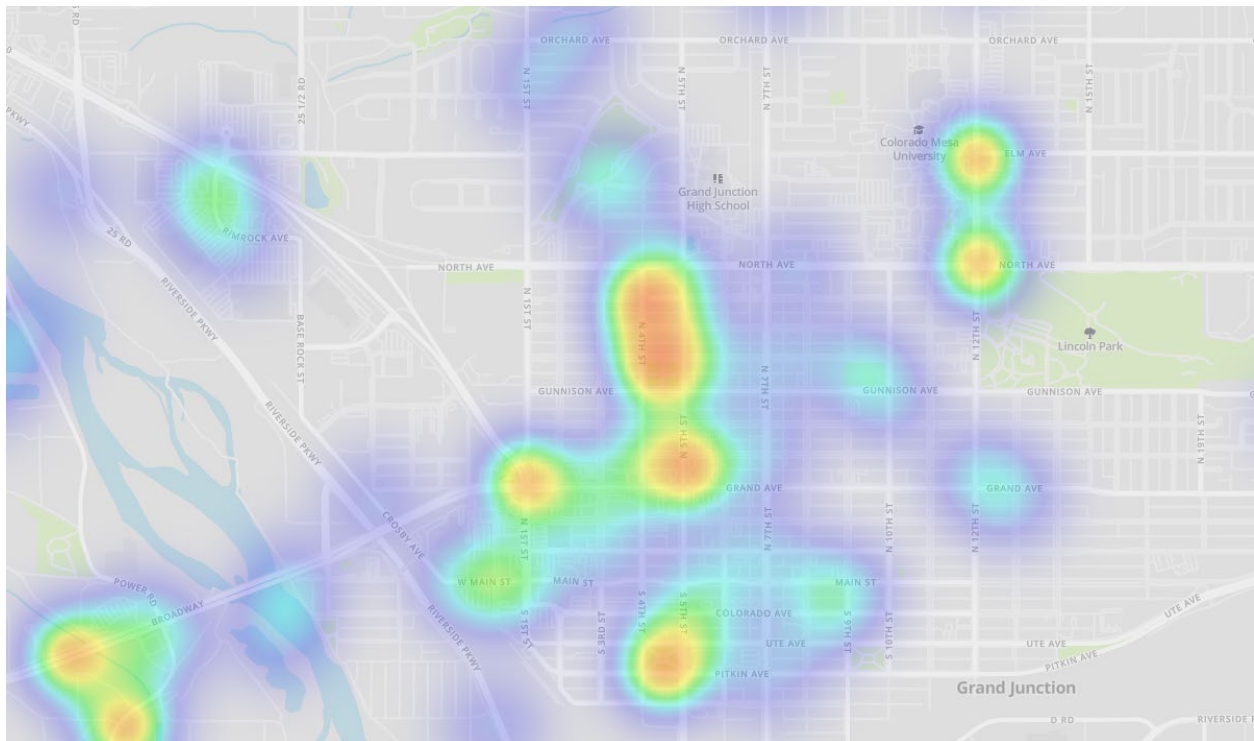 ORCHARD AVE
ORCHARD AVE
ORCHARD AVE
RD
0
PKWY
25 1/2 RD
N 1ST ST
N 5TH ST
N 7TH ST
N 15TH ST
Colorado Mesa
University
ELM AVE
Grand Junction
High School
25 RD
RIMROCK AVE
NORTH AVE
NORTH AVE
NORTH AVE
RIVERSIDE PKWY
BASE ROCK ST
N 1ST ST
N 4TH ST
N 12TH ST
Lincoln Park
N 7TH ST
GUNNISON AVE
GUNNISON AVE
GUNNISON AVE
G
RIVERSIDE PKWY
N 5TH ST
N 19TH ST
GRAND AVE
GRAND AVE
CROSBY AVE
N 1ST ST
N 7TH ST
N 10TH ST
N 12TH ST
POWER RD
BROADWAY
W MAIN ST
MAIN ST
MAIN ST
RIVERSIDE PKWY
S 1ST ST
S 3RD ST
S 4TH ST
S 5TH ST
COLORADO AVE
S 9TH ST
S 10TH ST
UTE AVE
UTE AVE
UTE AVE
PITKIN AVE
PITKIN AVE
Grand Junction
D RD
RIVERSIDE P